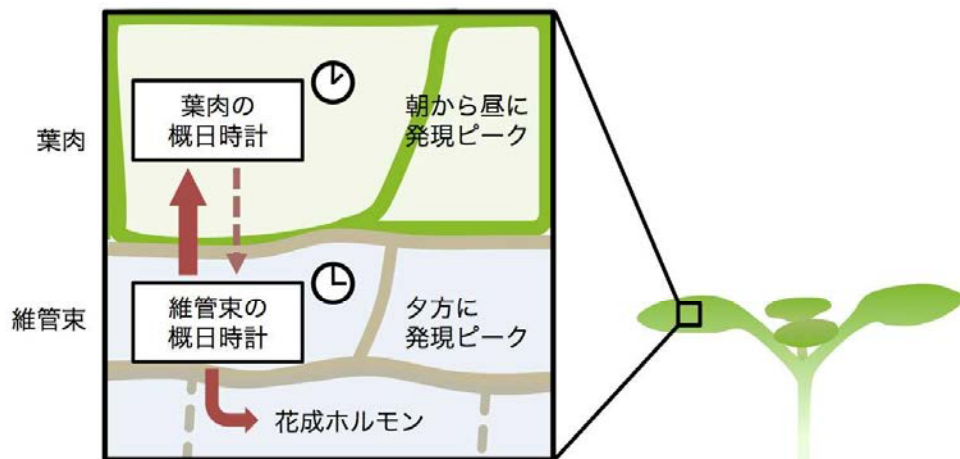 葉肉
葉肉の
概日時計
朝から昼に
発現ピーク
維管束
維管束の
概日時計
夕方に
発現ピーク
花成ホルモン